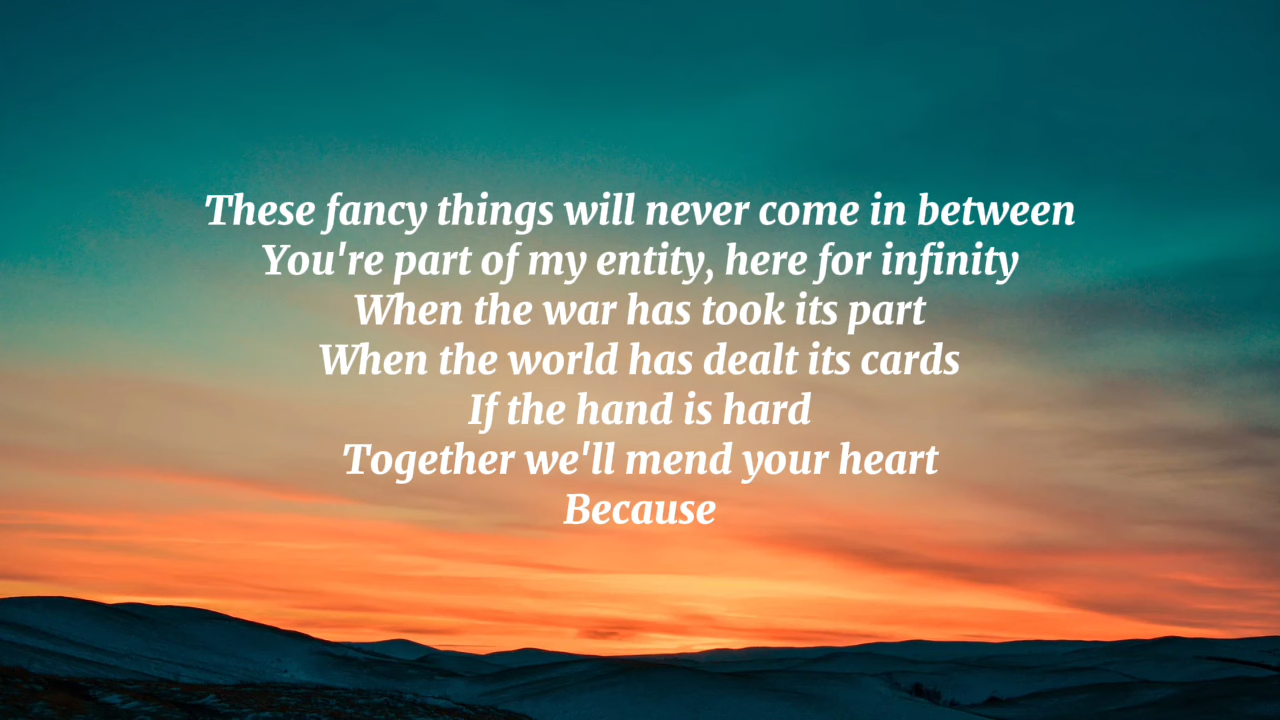 These fancy things will never come in between
You're part of my entity, here for infinity
When the war has took its part
When the world has dealt its cards
If the hand is hard
Together we'll mend your heart
Because